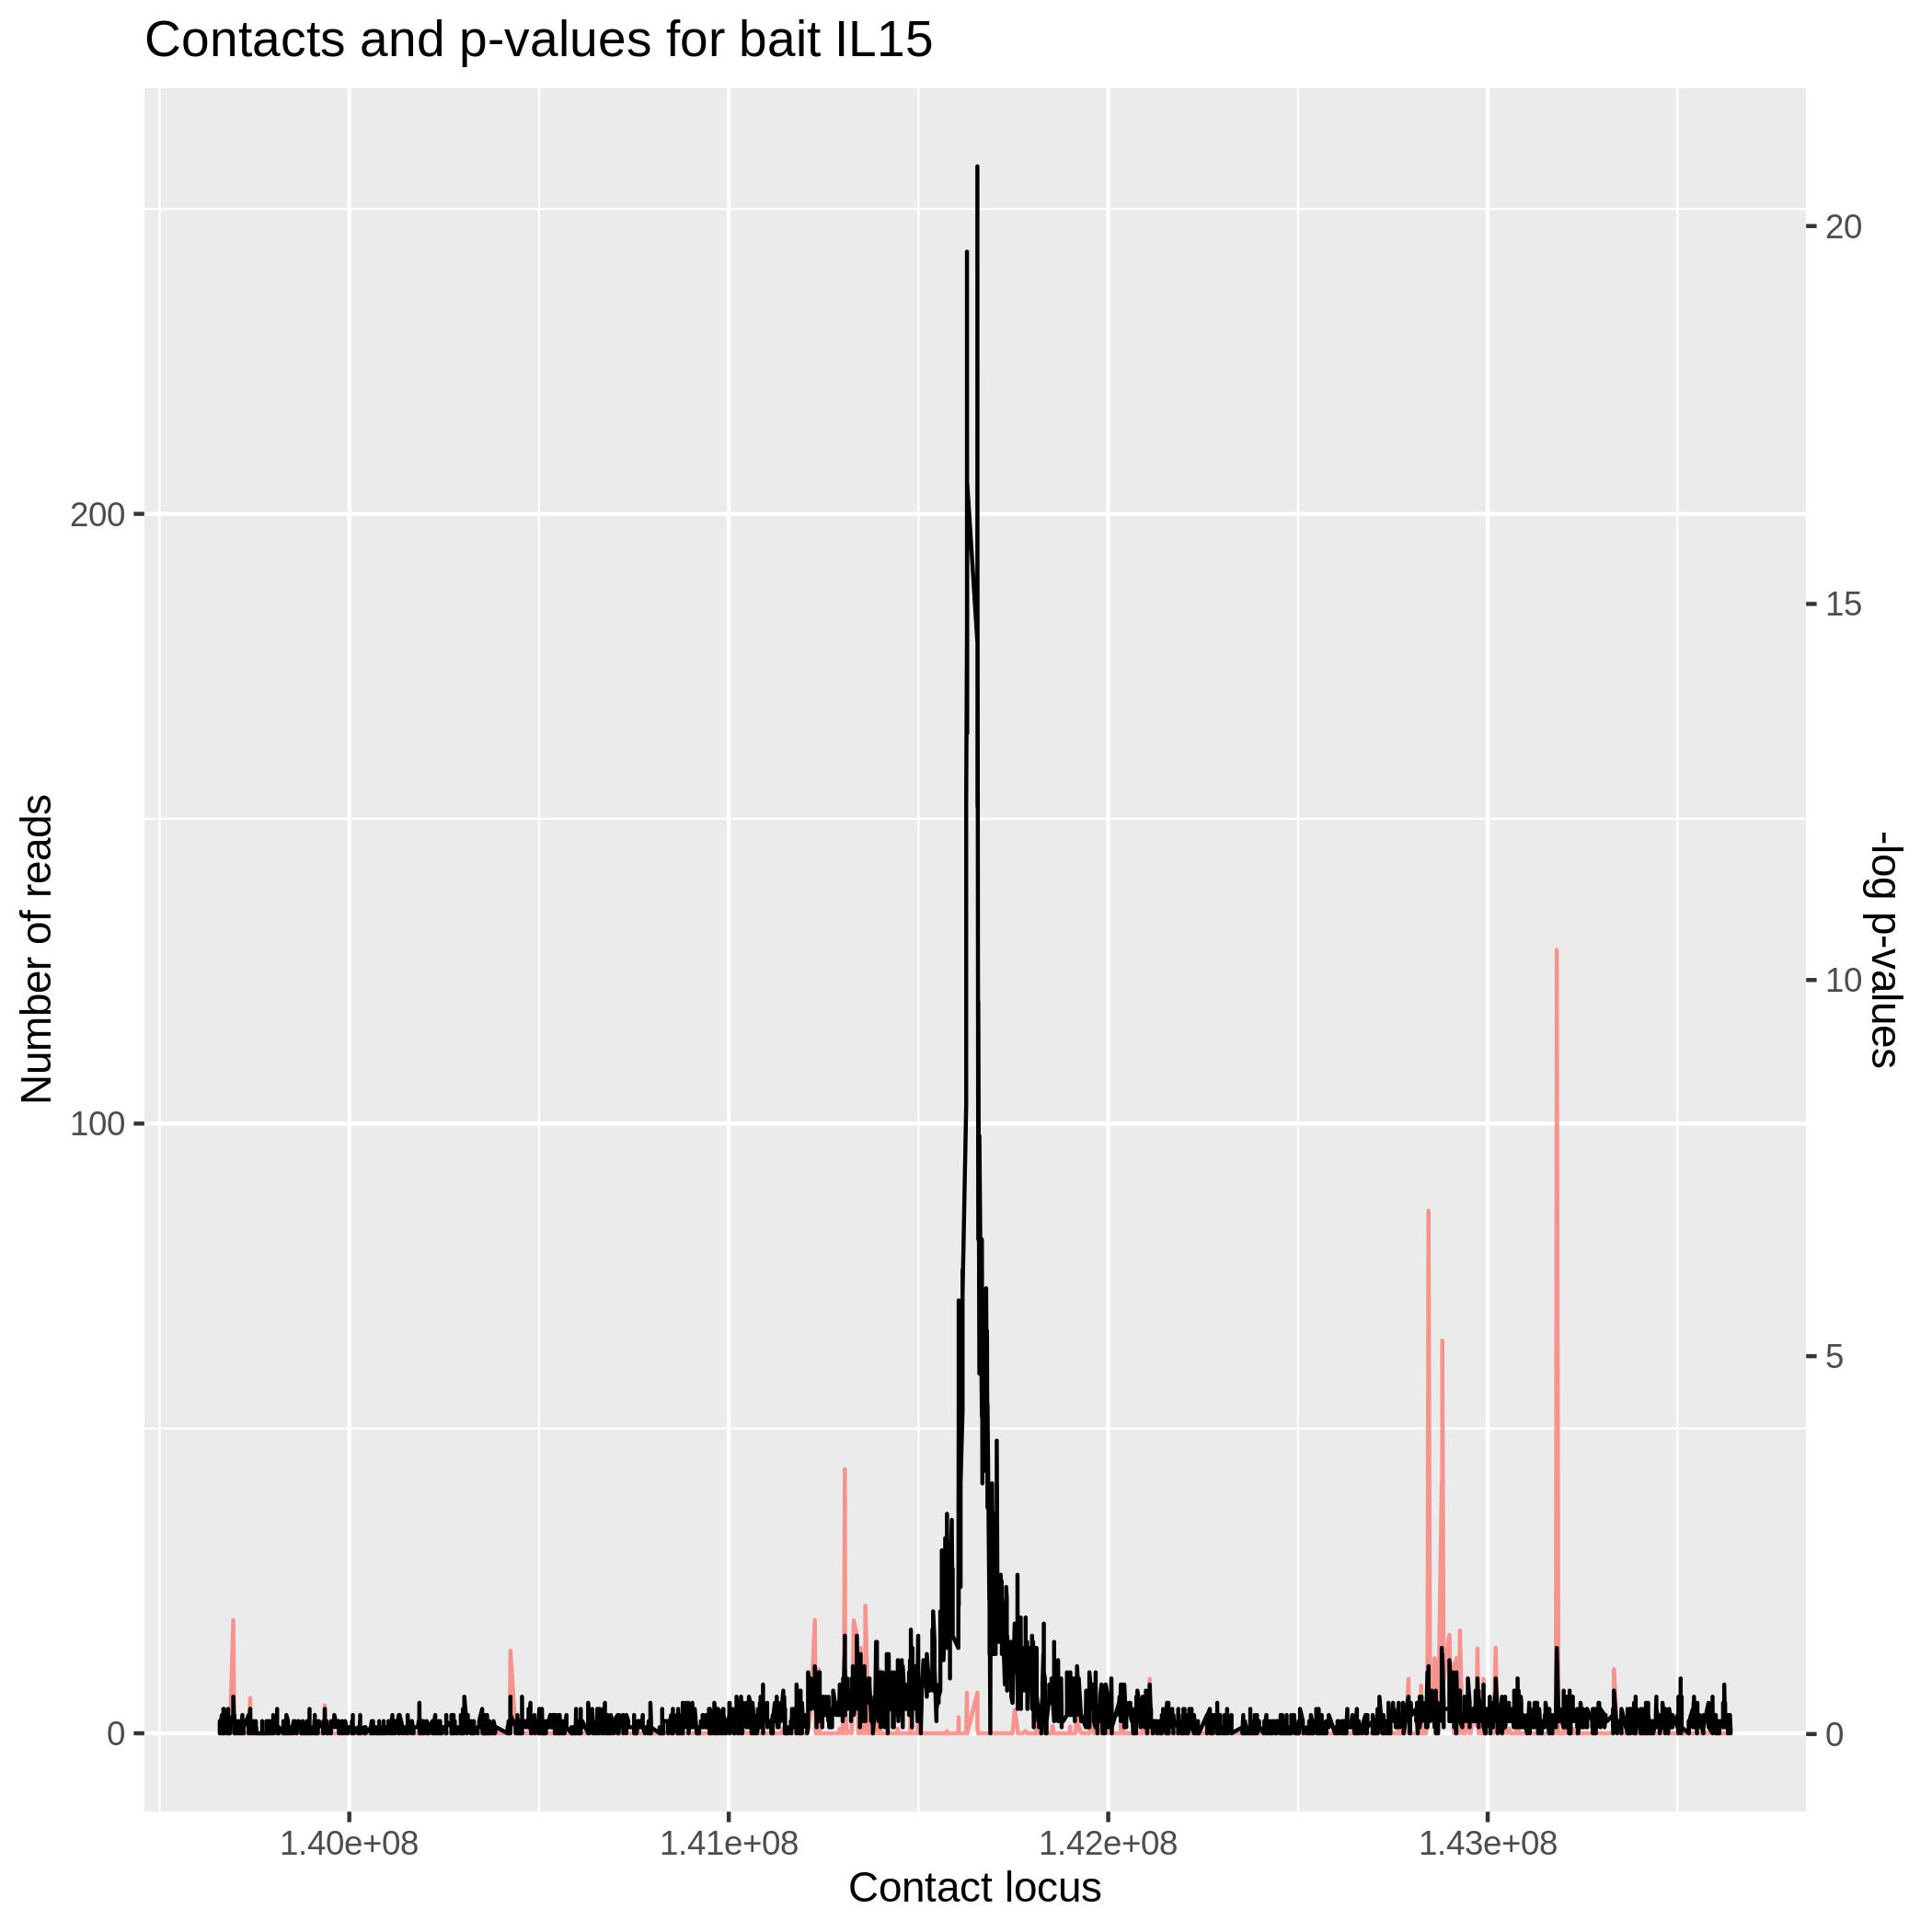 Contacts and p-values for bait IL15
Number of reads
200
100
0
20
15
10
5
0
-log p-values
1.40e+08
1.41e+08
1.42e+08
1.43e+08
Contact locus